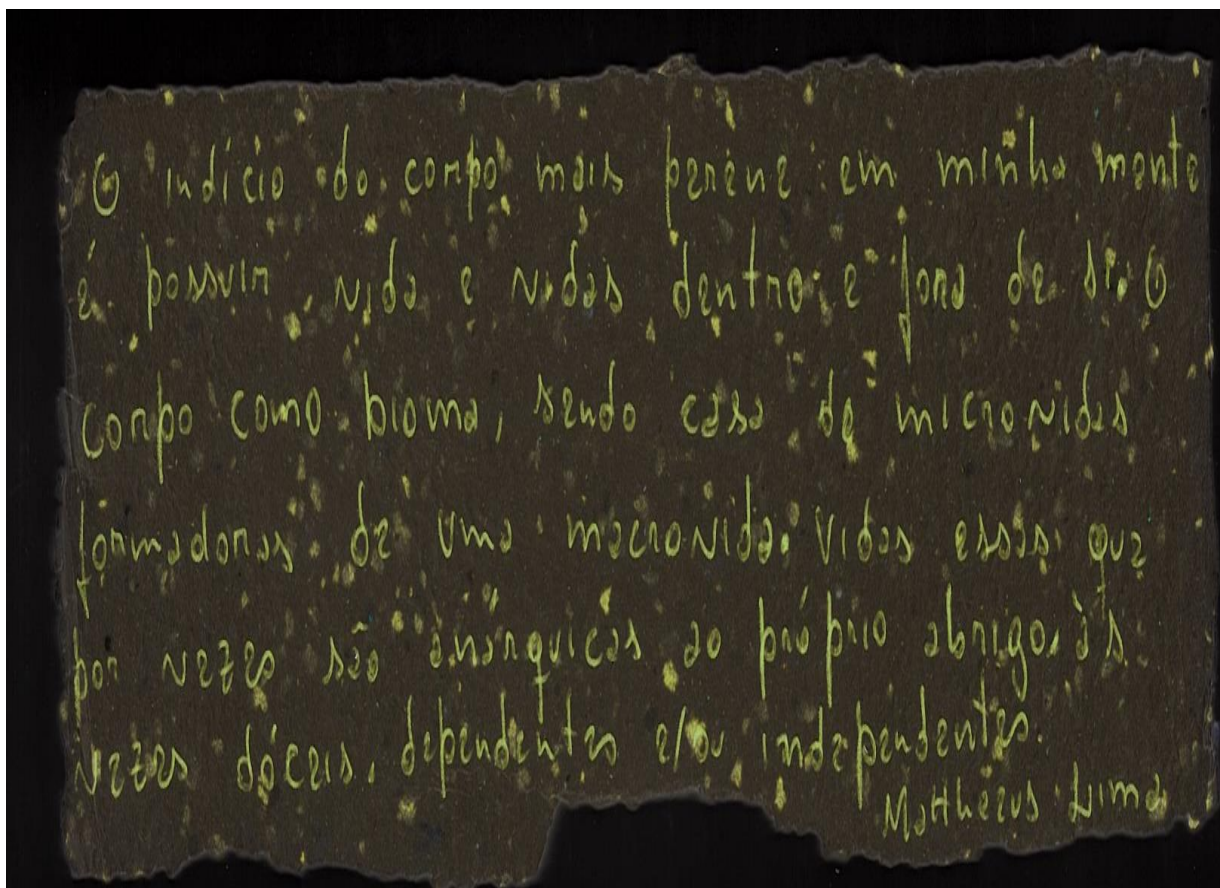 O indício do corpo mais perene em minha mente
é possuir vida e vidas dentro e fora de si. O
corpo como bioma, sendo casa de microvidas
formadoras de uma macrovida. Vidas essas que
por vezes são anárquicas ao próprio abrigo, às
vezes dóceis, dependentes e/ou independentes.
Mattheus Lima